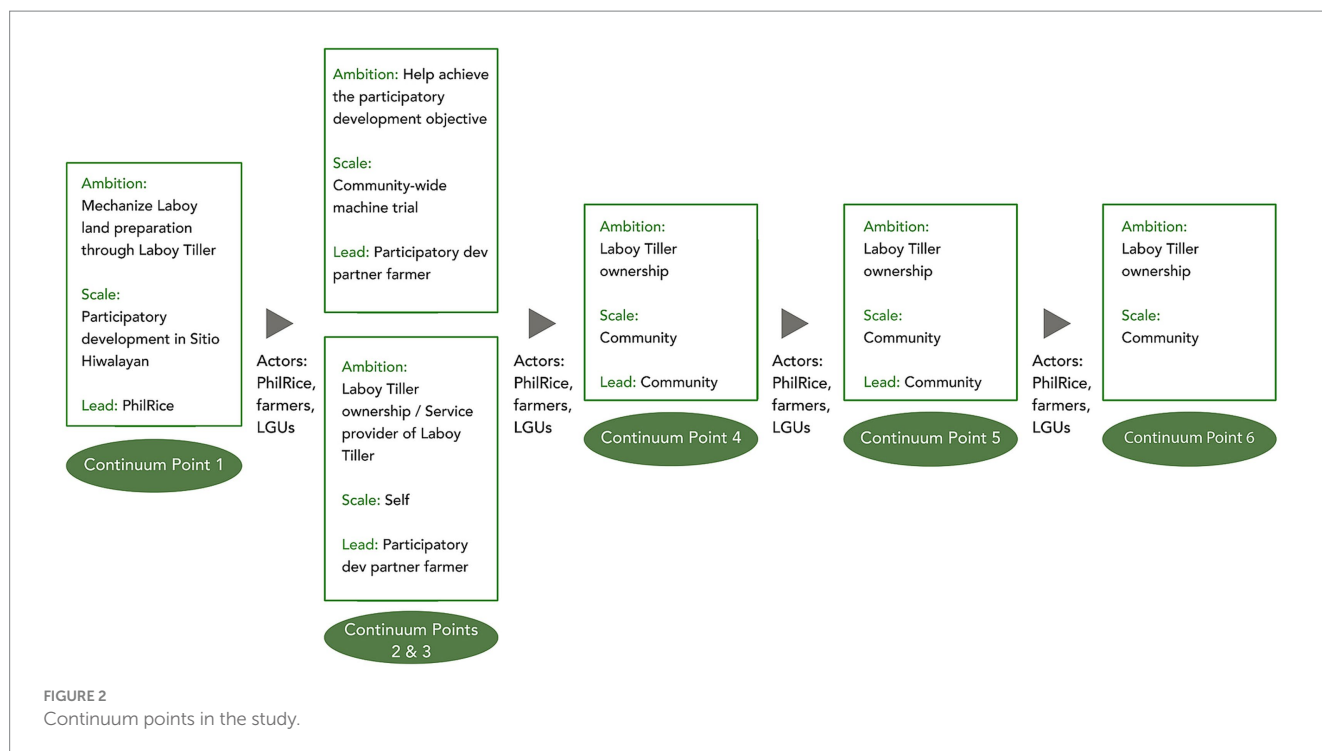 Ambition:
Mechanize Laboy
land preparation
through Laboy Tiller
Scale:
Participatory
development in Sitio
Hiwalayan
Lead: PhilRice
Continuum Point 1
Actors:
PhilRice,
farmers,
LGUs
Ambition: Help achieve
the participatory
development objective
Scale:
Community-wide
machine trial
Lead: Participatory dev
partner farmer
Ambition:
Laboy Tiller
ownership / Service
provider of Laboy
Tiller
Scale: Self
Lead: Participatory
dev partner farmer
Continuum Points
2 & 3
Actors:
PhilRice,
farmers,
LGUs
Ambition:
Laboy Tiller
ownership
Scale:
Community
Lead: Community
Continuum Point 4
Actors:
PhilRice,
farmers,
LGUs
Ambition:
Laboy Tiller
ownership
Scale:
Community
Lead: Community
Continuum Point 5
Actors:
PhilRice,
farmers,
LGUs
Ambition:
Laboy Tiller
ownership
Scale:
Community
Continuum Point 6
FIGURE 2
Continuum points in the study.